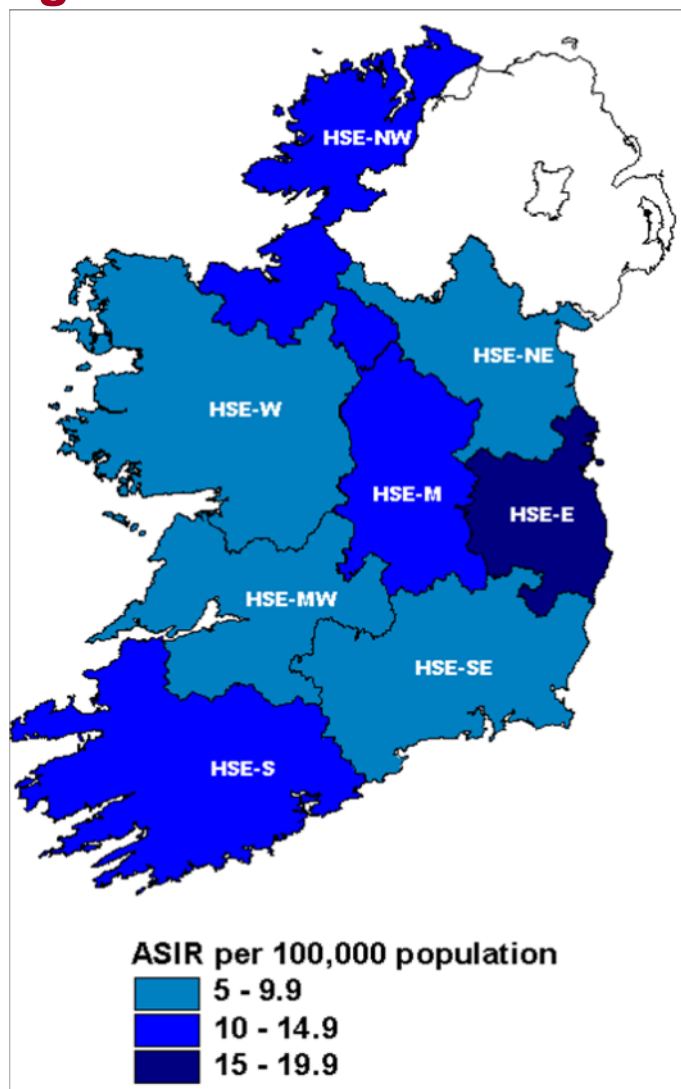 HSE-NW
HSE-NE
HSE-W
HSE-M
HSE-E
HSE-MW
HSE-SE
HSE-S
ASIR per 100,000 population
5 - 9.9
10 - 14.9
15 - 19.9